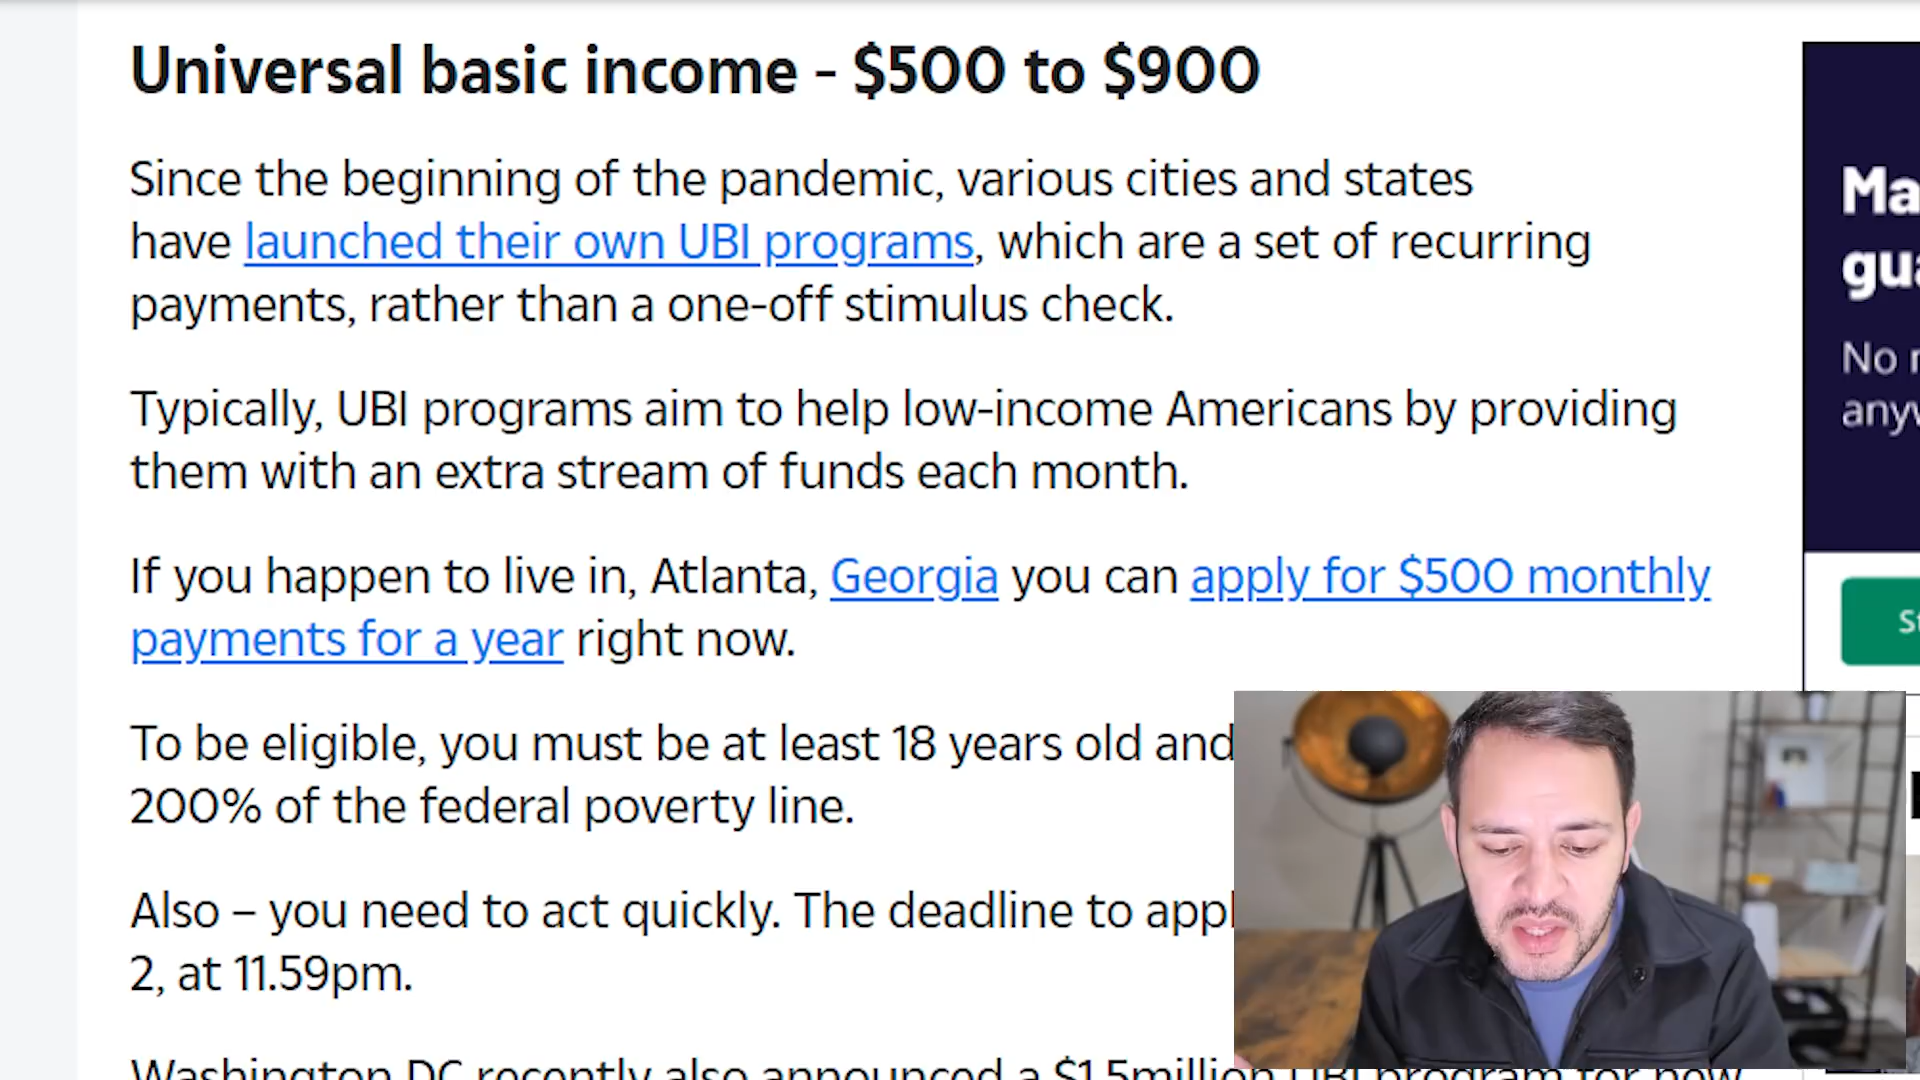 Universal basic income - $500 to $900
Since the beginning of the pandemic, various cities and states
have launched their own UBI programs, which are a set of recurring
payments, rather than a one-off stimulus check.
Typically, UBI programs aim to help low-income Americans by providing
them with an extra stream of funds each month.
If you happen to live in, Atlanta, Georgia you can apply for $500 monthly
payments for a year right now.
To be eligible, you must be at least 18 years old and
200% of the federal poverty line.
Also – you need to act quickly. The deadline to
2, at 11.59pm.
Washington DC recently also announced a $1.5million UBI program for new
No